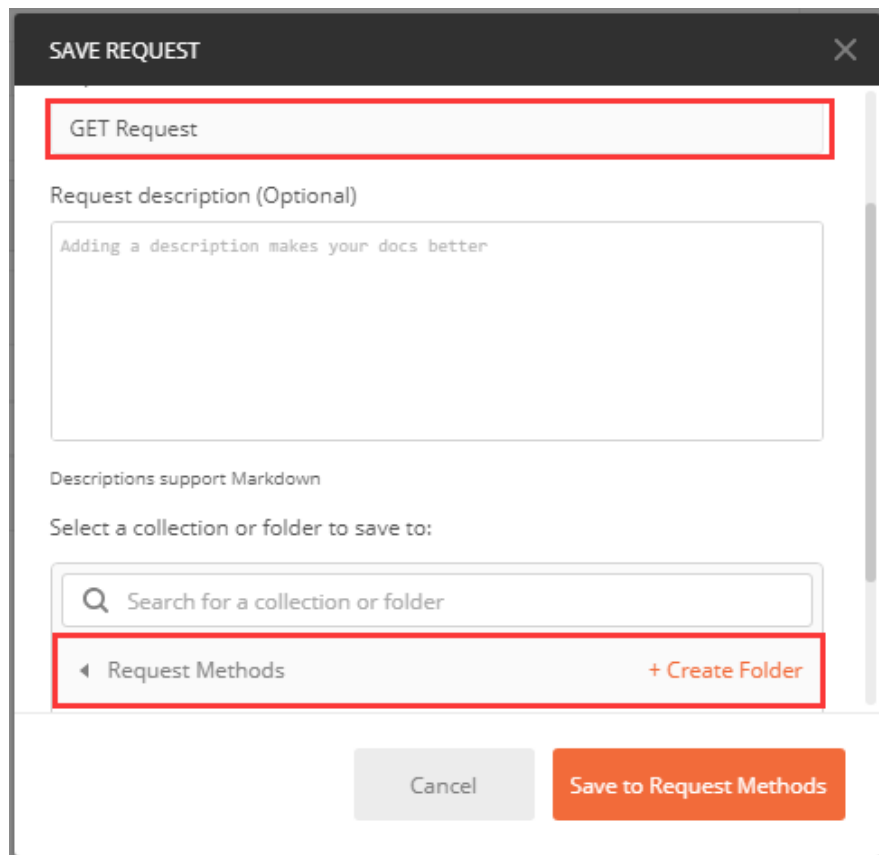 SAVE REQUEST
GET Request
Request description (Optional)
Adding a description makes your docs better
Descriptions support Markdown
Select a collection or folder to save to:
Search for a collection or folder
Request Methods + Create Folder
Cancel Save to Request Methods